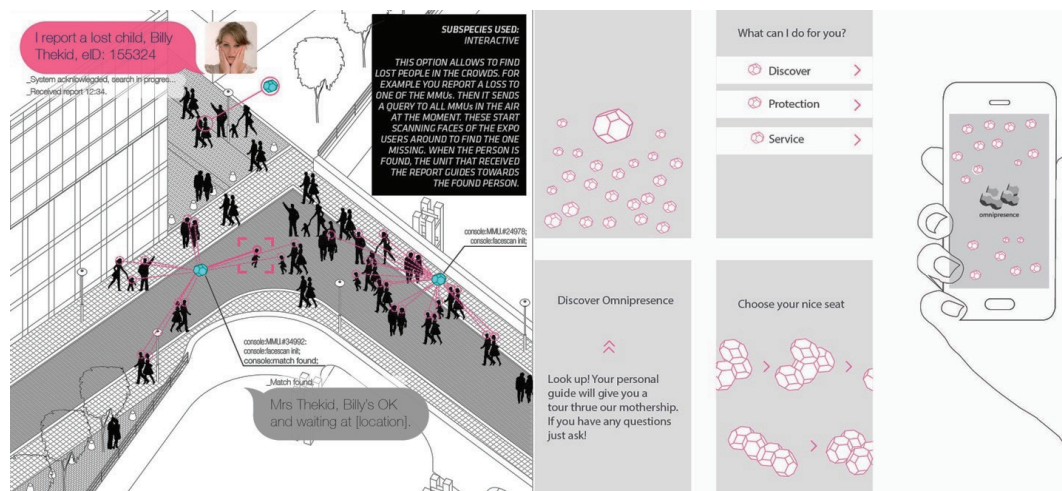 I report a lost child, Billy
Thekid, eID: 155324
_System acknowlegded, search in progres...
_Received report 12:34.
SUBSPECIES USED:
INTERACTIVE
THIS OPTION ALLOWS TO FIND
LOST PEOPLE IN THE CROWDS. FOR
EXAMPLE YOU REPORT A LOSS TO
ONE OF THE MMUs. THEN IT SENDS
A QUERY TO ALL MMUs IN THE AIR
AT THE MOMENT. THESE START
SCANNING FACES OF THE EXPO
USERS AROUND TO FIND THE ONE
MISSING. WHEN THE PERSON IS
FOUND, THE UNIT THAT RECEIVED
THE REPORT GUIDES TOWARDS
THE FOUND PERSON.
console:MMU.#24978;
console:facescan init;
console:MMU.#34992:
console:facescan init;
console:match found;
_Match found;
Mrs Thekid, Billy's OK
and waiting at [location].
What can I do for you?
Discover
Protection
Service
Discover Omnipresence
Look up! Your personal
guide will give you a
tour thrue our mothership.
If you have any questions
just ask!
Choose your nice seat
omnipresence